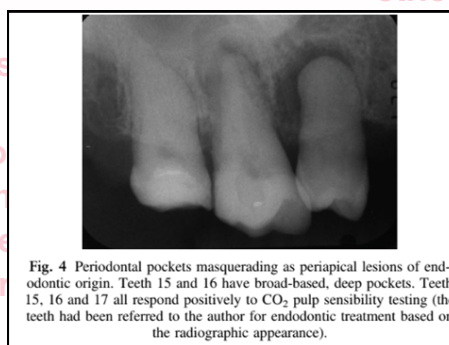 Fig. 4 Periodontal pockets masquerading as periapical lesions of end-
odontic origin. Teeth 15 and 16 have broad-based, deep pockets. Teeth
15, 16 and 17 all respond positively to CO₂ pulp sensibility testing (the
teeth had been referred to the author for endodontic treatment based on
the radiographic appearance).